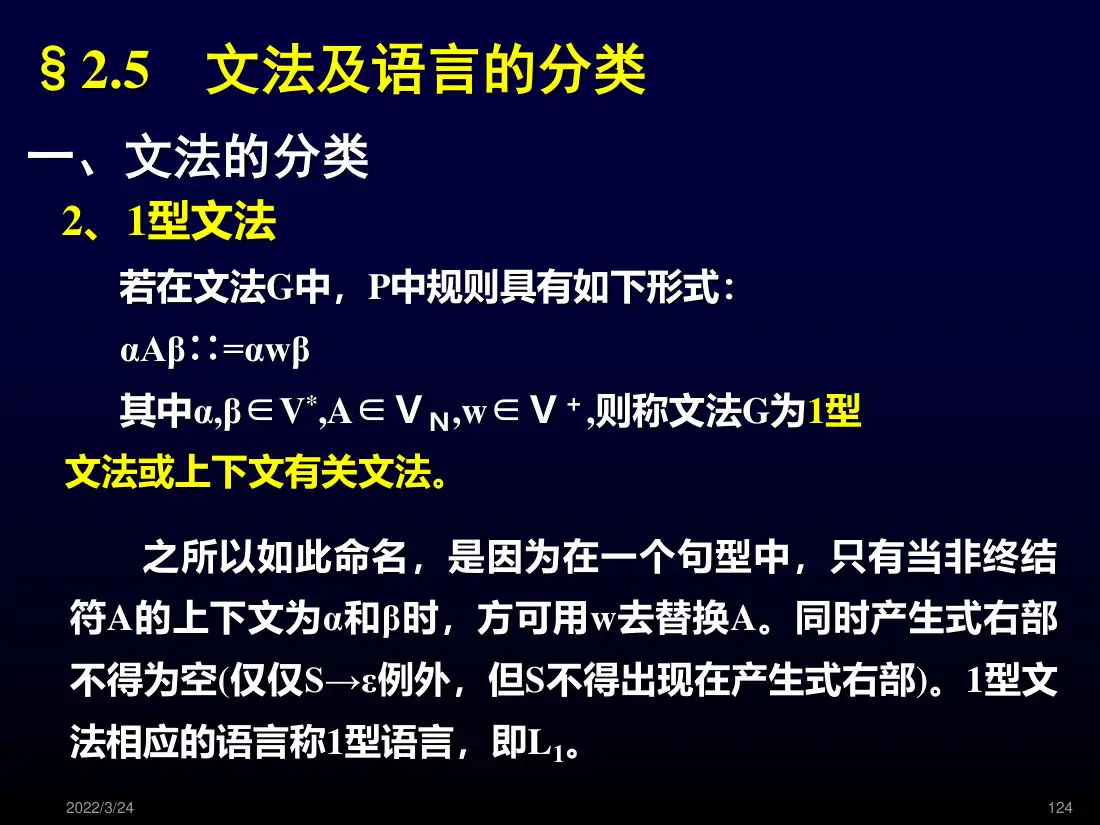 §2.5 文法及语言的分类
一、文法的分类
2、1型文法
若在文法G中，P中规则具有如下形式：
αAβ∷=αwβ
其中α,β∈V*,A∈ＶN,w∈Ｖ+,则称文法G为1型
文法或上下文有关文法。
之所以如此命名，是因为在一个句型中，只有当非终结
符A的上下文为α和β时，方可用w去替换A。同时产生式右部
不得为空(仅仅S→ε例外，但S不得出现在产生式右部)。1型文
法相应的语言称1型语言，即L1。
2022/3/24
124